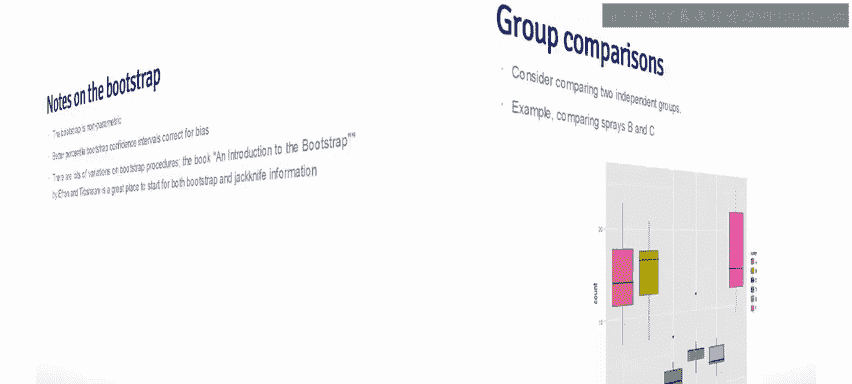 Notes on the bootstrap
· The bootstrap is non-parametric
· Better percentile bootstrap confidence intervals correct for bias
· There are lots of variations on bootstrap procedures; the book "An Introduction to the Bootstrap""
by Efron and Tibshirani is a great place to start for both bootstrap and jackknife information
Group comparisons
· Consider comparing two independent groups.
· Example, comparing sprays B and C
count
20
10